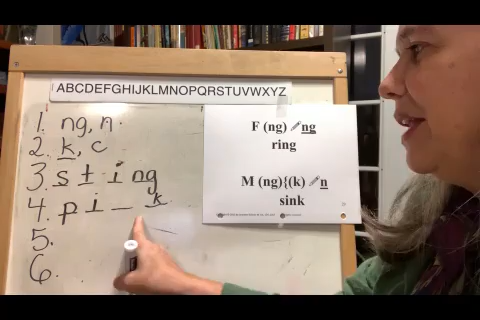 ABCDEFGHIJKLMNOPQRSTUVWXYZ
1. ng, n
2. k, c
3. s t i ng
4. p i _ k
5.
6.
F (ng) ng
ring
M (ng){(k) n
sink